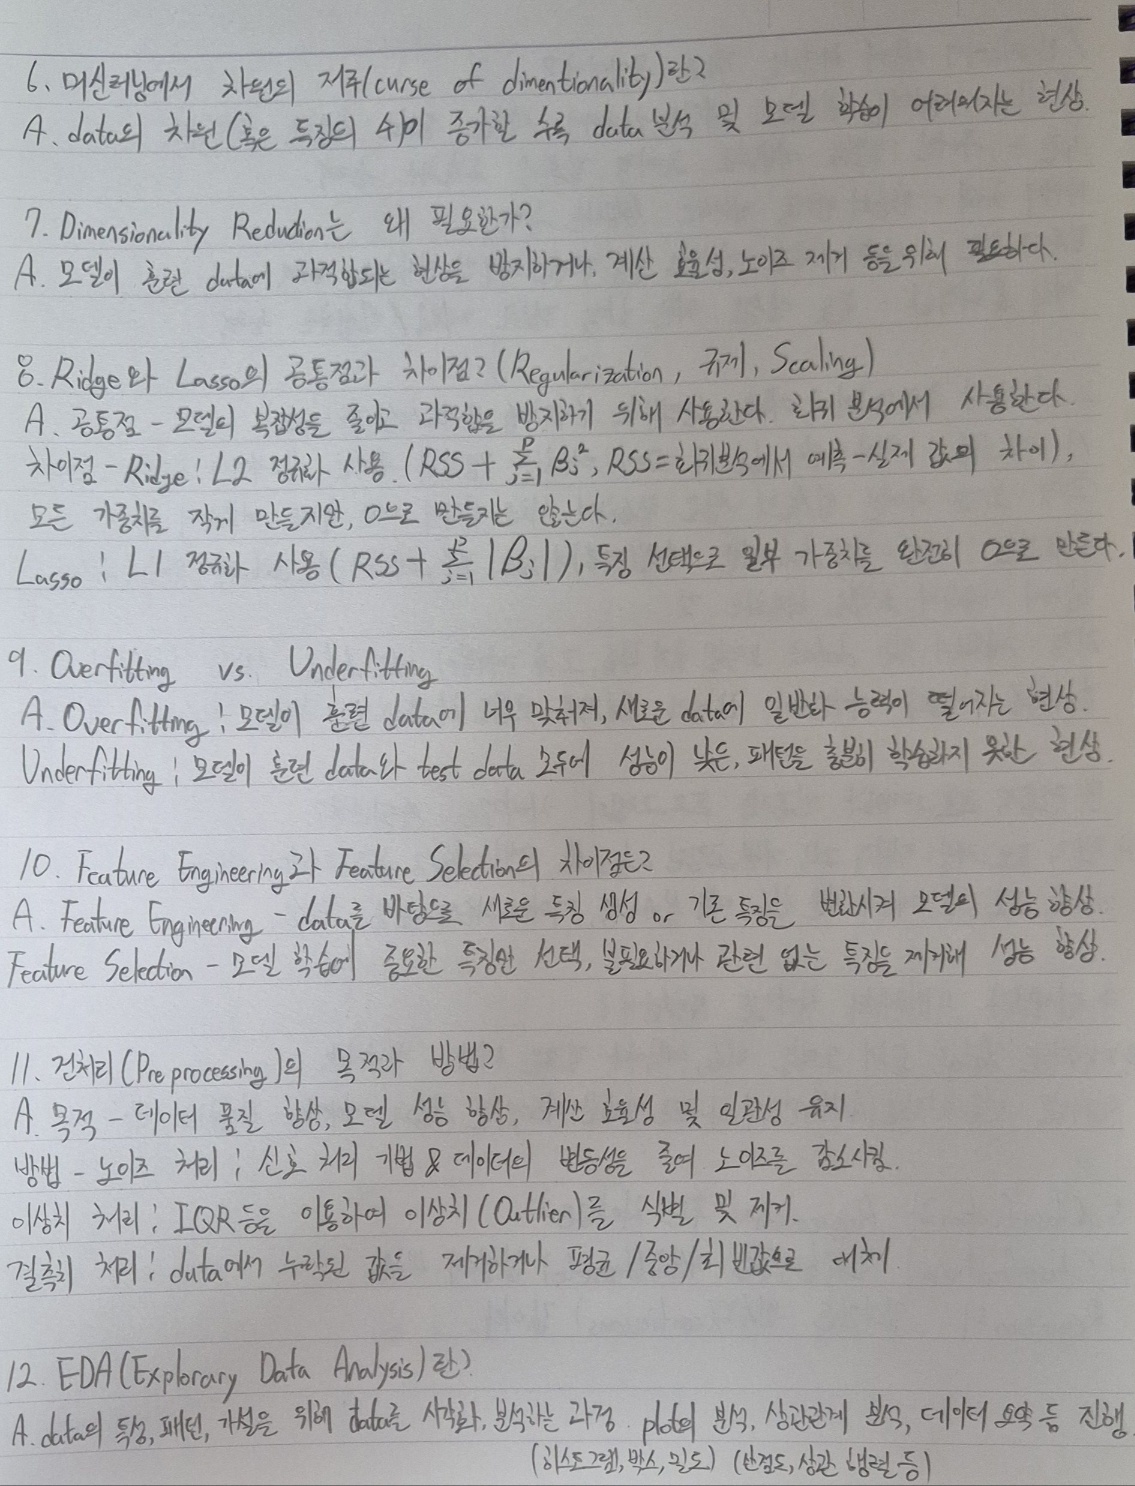 6. 머신러닝에서 차원의 저주(curse of dimentionality)란?
A. data의 차원(혹은 특징의 수)이 증가할 수록 data 분석 및 모델 학습이 어려워지는 현상.
7. Dimensionality Reduction는 왜 필요한가?
A. 모델이 훈련 data에 과적합되는 현상을 방지하거나, 계산 효율성, 노이즈 제거 등을 위해 필요하다.
8. Ridge와 Lasso의 공통점과 차이점? (Regularization, 규제, Scaling)
A. 공통점 - 모델의 복잡성을 줄이고 과적합을 방지하기 위해 사용한다. 회귀 분석에서 사용한다.
차이점 - Ridge : L2 정규화 사용. (RSS + Σ_{j=1}^{p} βj², RSS = 회귀분석에서 예측-실제 값의 차이),
모든 가중치를 작게 만들지만, 0으로 만들지는 않는다.
Lasso : L1 정규화 사용 (RSS + Σ_{j=1}^{p} |βj|), 특징 선택으로 일부 가중치를 완전히 0으로 만든다.
9. Overfitting vs. Underfitting
A. Overfitting : 모델이 훈련 data에 너무 맞춰져, 새로운 data에 일반화 능력이 떨어지는 현상.
Underfitting : 모델이 훈련 data와 test data 모두에 성능이 낮은, 패턴을 충분히 학습하지 못한 현상.
10. Feature Engineering과 Feature Selection의 차이점은?
A. Feature Engineering - data를 바탕으로 새로운 특징 생성 or 기존 특징을 변환시켜 모델의 성능 향상.
Feature Selection - 모델 학습에 중요한 특징만 선택, 불필요하거나 관련 없는 특징을 제거해 성능 향상.
11. 전처리(Preprocessing)의 목적과 방법?
A. 목적 - 데이터 품질 향상, 모델 성능 향상, 계산 효율성 및 일관성 유지
방법 - 노이즈 처리 : 신호 처리 기법 & 데이터의 변동성을 줄여 노이즈를 감소시킴.
이상치 처리 : IQR 등을 이용하여 이상치(Outlier)를 식별 및 제거.
결측치 처리 : data에서 누락된 값을 제거하거나 평균/중앙/최빈값으로 대체
12. EDA(Explorary Data Analysis)란?
A. data의 특성, 패턴, 가설을 위해 data를 시각화, 분석하는 과정. plot의 분석, 상관관계 분석, 데이터 요약 등 진행.
(히스토그램, 박스, 밀도) (산점도, 상관 행렬 등)